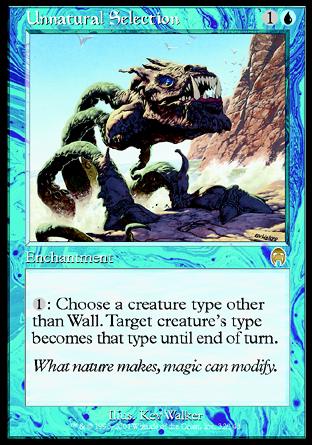 Unnatural Selection 1
Enchantment
1: Choose a creature type other
than Wall. Target creature's type
becomes that type until end of turn.
What nature makes, magic can modify.
Illus. Kev Walker